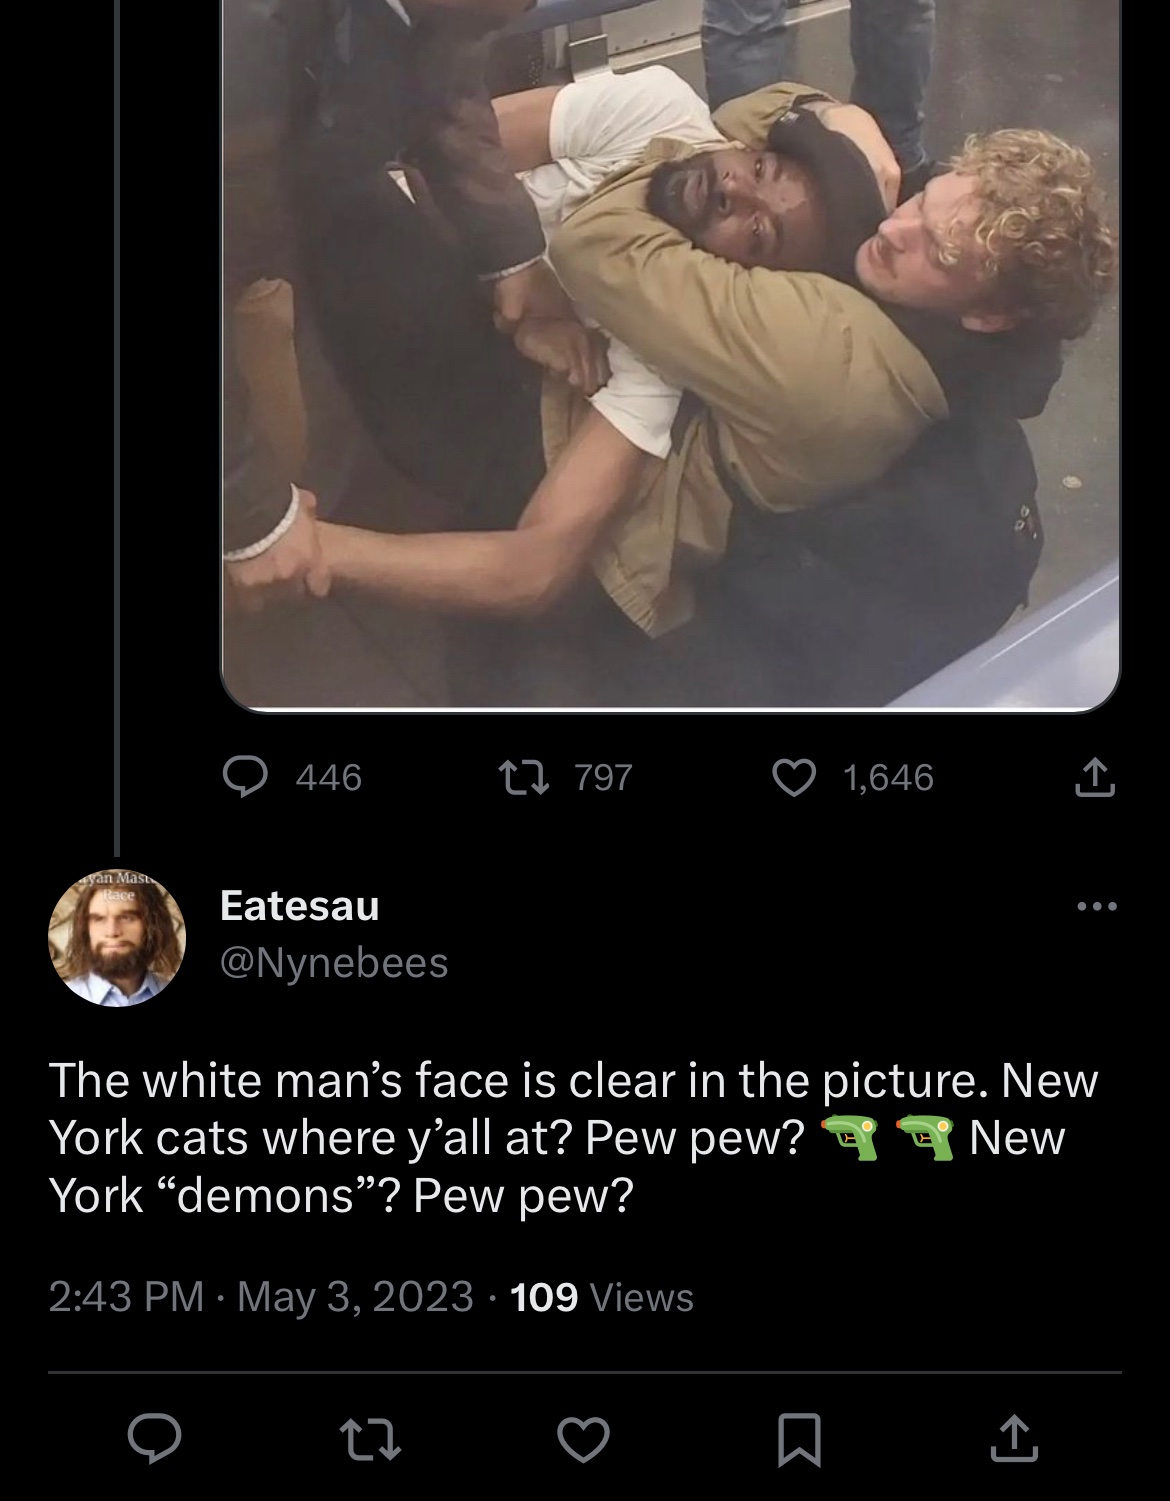 446
797
1,646
yan Mast
Race
Eatesau
@Nynebees
The white man’s face is clear in the picture. New
York cats where y’all at? Pew pew? 🔫 🔫 New
York “demons”? Pew pew?
2:43 PM · May 3, 2023 · 109 Views